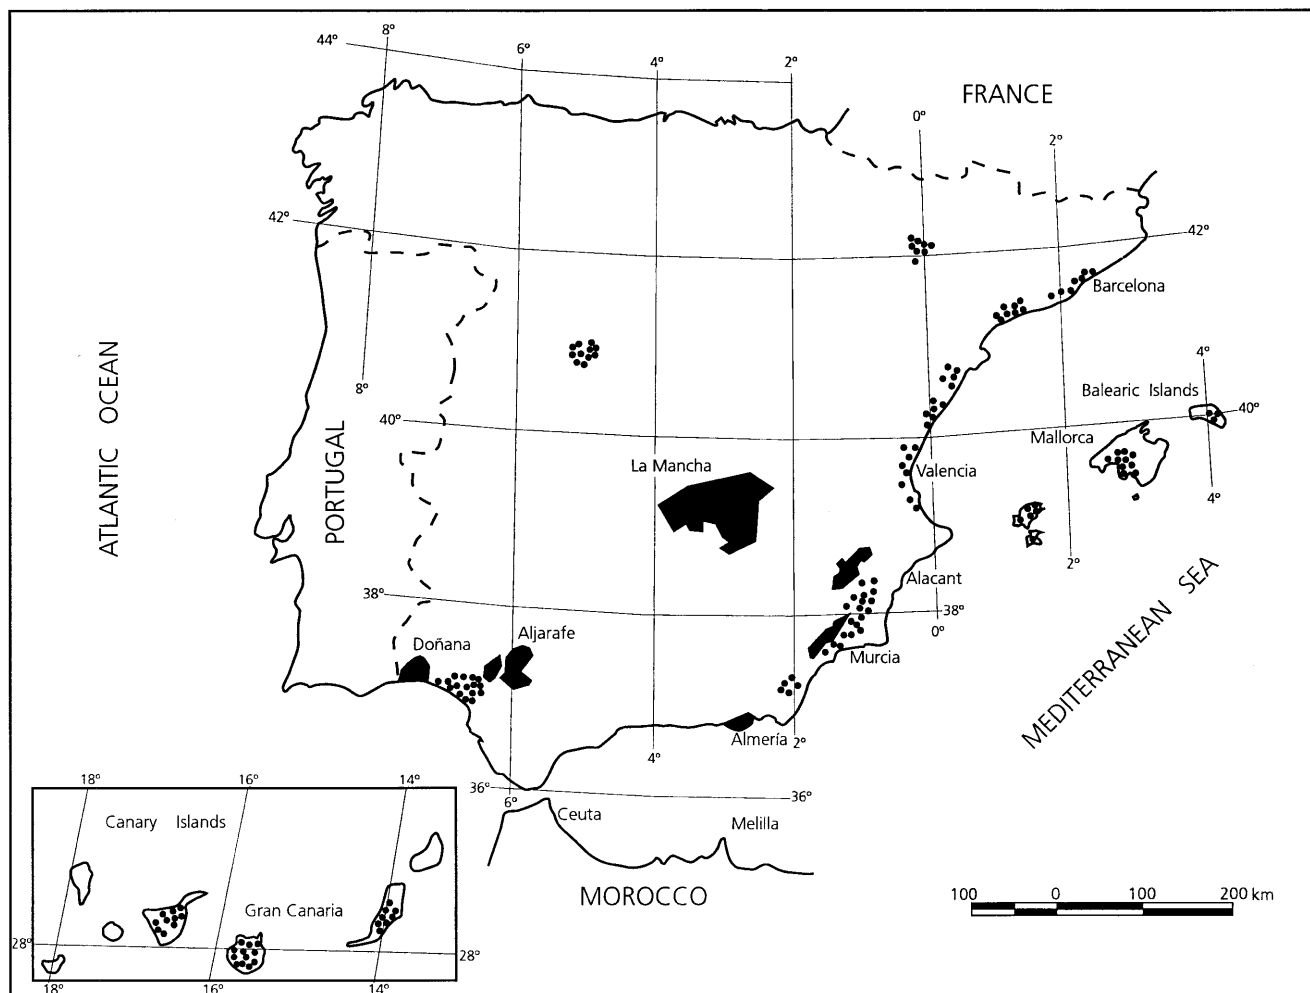 8°
44°
6°
4°
2°
FRANCE
0°
2°
42°
42°
Barcelona
ATLANTIC OCEAN
8°
4°
Balearic Islands
40°
40°
PORTUGAL
Mallorca
La Mancha
Valencia
4°
2°
Alacant
38°
38°
0°
MEDITERRANEAN SEA
Doñana
Aljarafe
Murcia
Almería
2°
4°
36°
36°
6°
Ceuta
Melilla
MOROCCO
18°
16°
14°
Canary Islands
Gran Canaria
28°
28°
18°
16°
14°
100 0 100 200 km